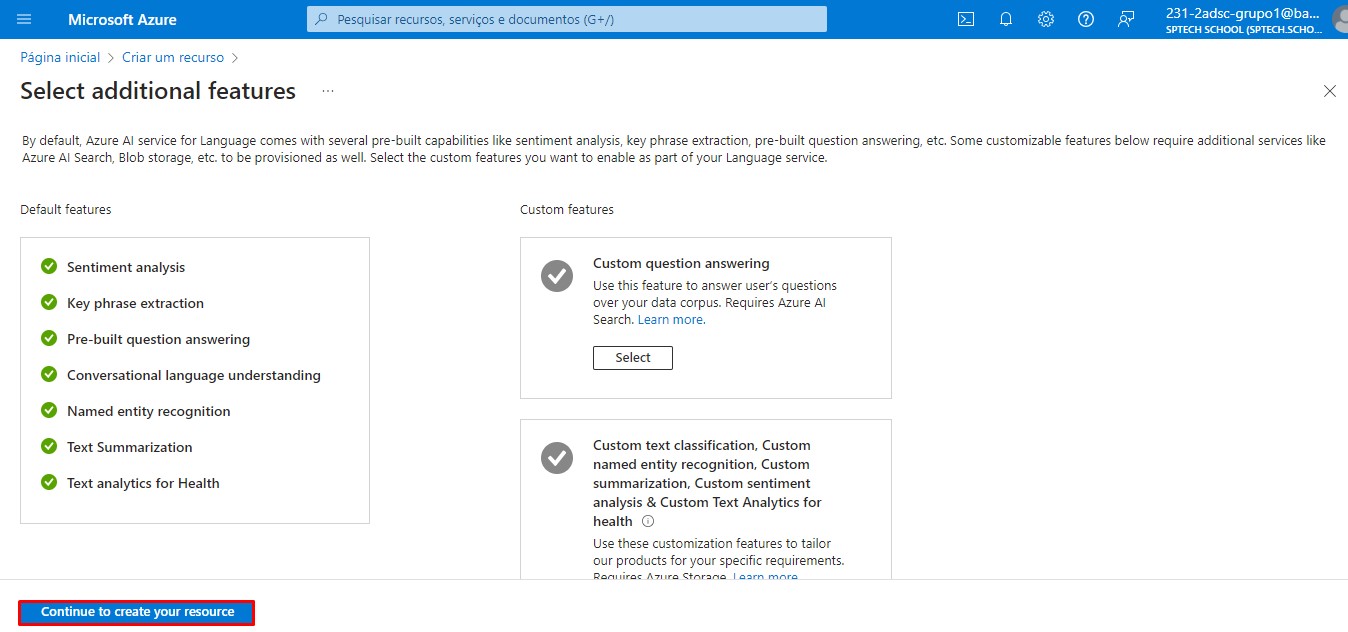 Microsoft Azure
Pesquisar recursos, serviços e documentos (G+/)
231-2adsc-grupo1@ba...
SPTECH SCHOOL (SPTECH.SCHO...
Página inicial > Criar um recurso >
Select additional features ...
By default, Azure AI service for Language comes with several pre-built capabilities like sentiment analysis, key phrase extraction, pre-built question answering, etc. Some customizable features below require additional services like
Azure AI Search, Blob storage, etc. to be provisioned as well. Select the custom features you want to enable as part of your Language service.
Default features
Sentiment analysis
Key phrase extraction
Pre-built question answering
Conversational language understanding
Named entity recognition
Text Summarization
Text analytics for Health
Custom features
Custom question answering
Use this feature to answer user's questions
over your data corpus. Requires Azure AI
Search. Learn more.
Select
Custom text classification, Custom
named entity recognition, Custom
summarization, Custom sentiment
analysis & Custom Text Analytics for
health
Use these customization features to tailor
our products for your specific requirements.
Requires Azure Storage. Learn more
Continue to create your resource